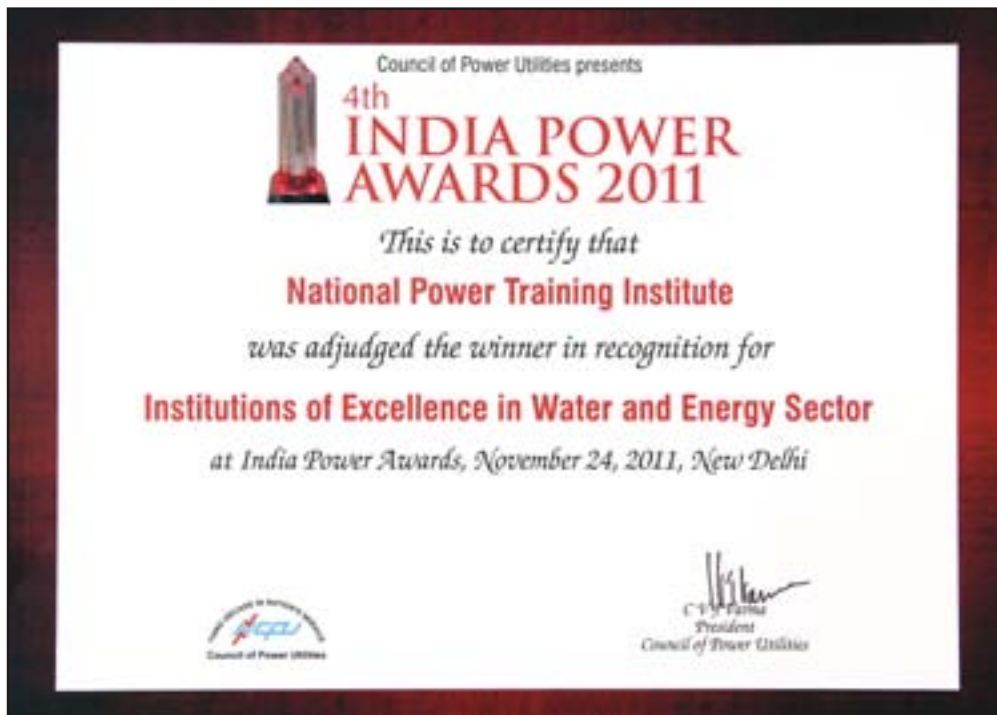 Council of Power Utilities presents
4th
INDIA POWER
AWARDS 2011
This is to certify that
National Power Training Institute
was adjudged the winner in recognition for
Institutions of Excellence in Water and Energy Sector
at India Power Awards, November 24, 2011, New Delhi
Council of Power Utilities
C V J Varma
President
Council of Power Utilities